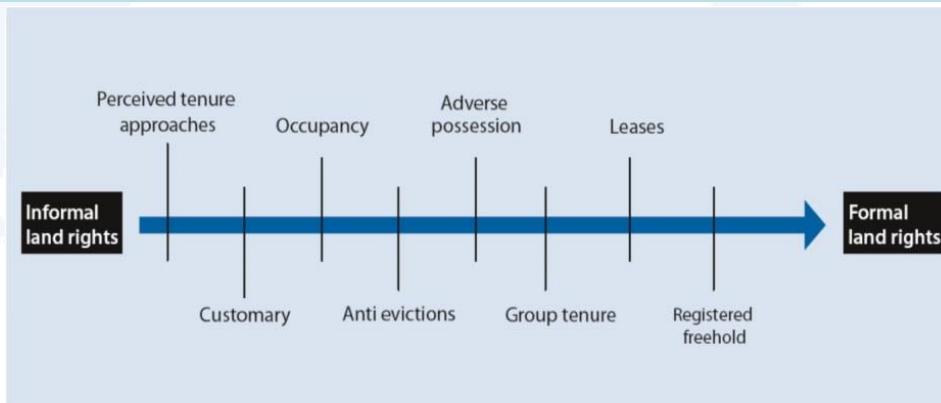 Perceived tenure
approaches
Occupancy
Adverse
possession
Leases
Informal
land rights
Formal
land rights
Customary
Anti evictions
Group tenure
Registered
freehold